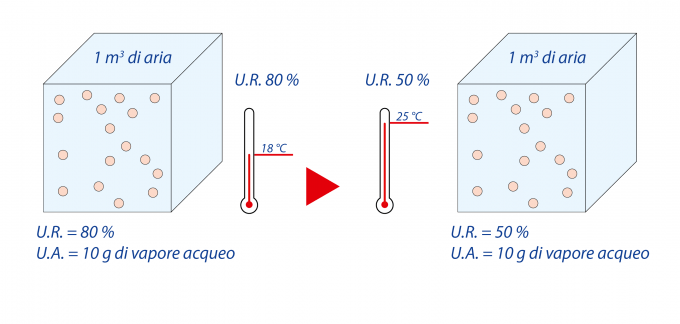 1 m³ di aria
U.R. 80 %
18 °C
U.R. = 80 %
U.A. = 10 g di vapore acqueo
U.R. 50 %
25 °C
1 m³ di aria
U.R. = 50 %
U.A. = 10 g di vapore acqueo